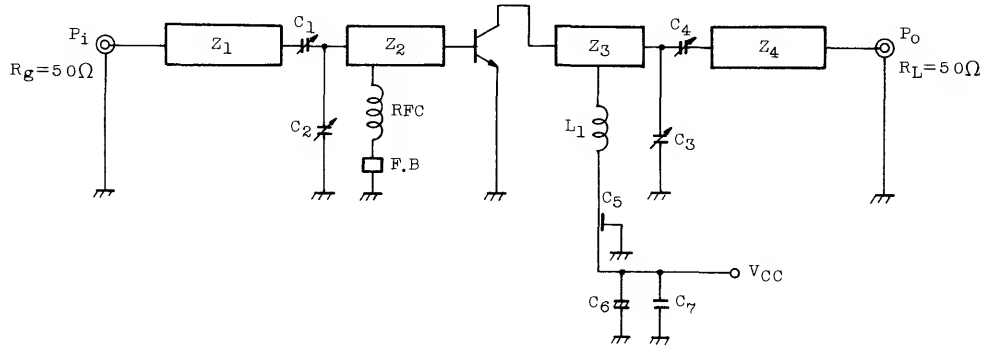 Pi
Rg=50Ω
Z1
C1
C2
Z2
RFC
F.B
Z3
L1
C4
C3
Z4
Po
RL=50Ω
C5
VCC
C6
C7